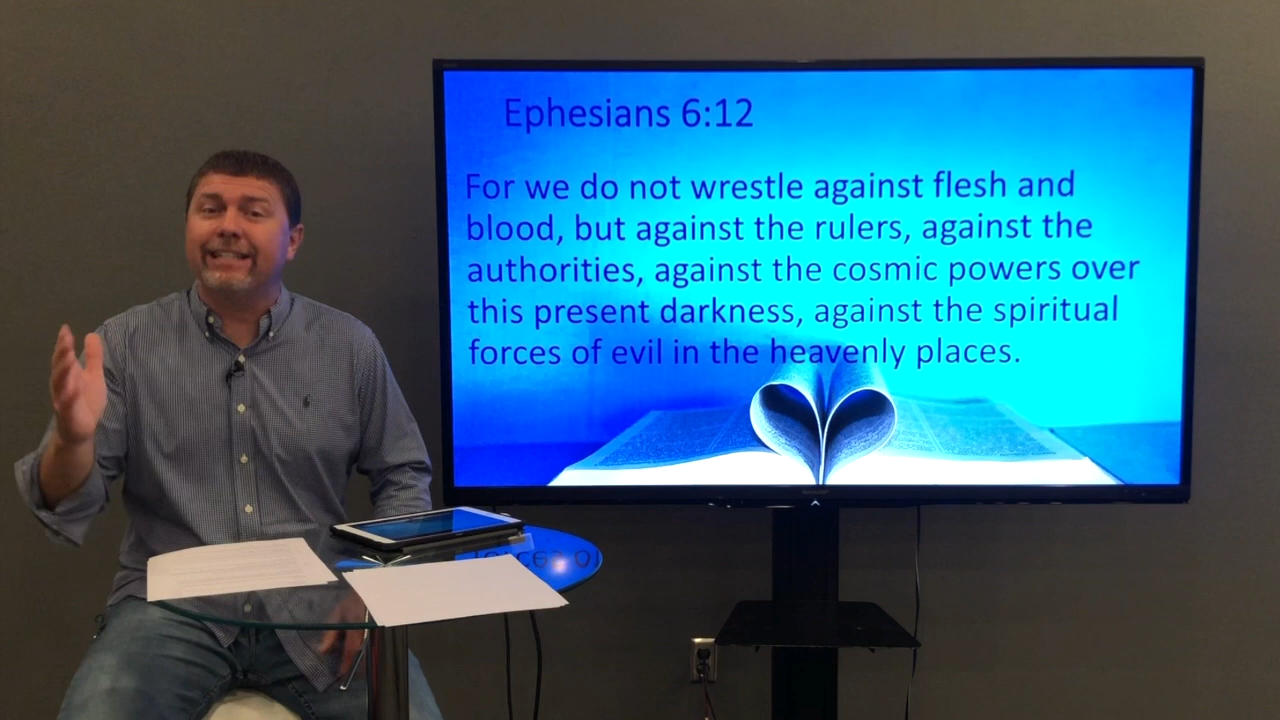 Ephesians 6:12
For we do not wrestle against flesh and
blood, but against the rulers, against the
authorities, against the cosmic powers over
this present darkness, against the spiritual
forces of evil in the heavenly places.